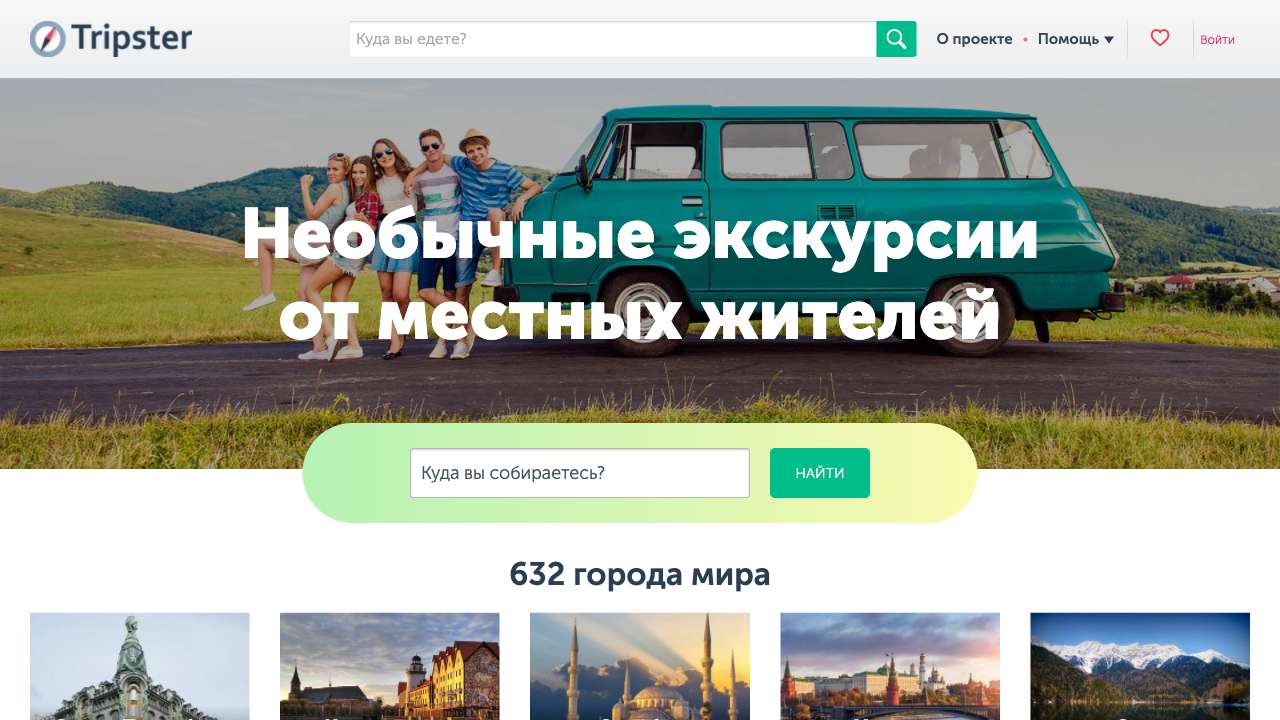 Tripster
Куда вы едете?
О проекте • Помощь
Войти
Необычные экскурсии
от местных жителей
Куда вы собираетесь?
НАЙТИ
632 города мира